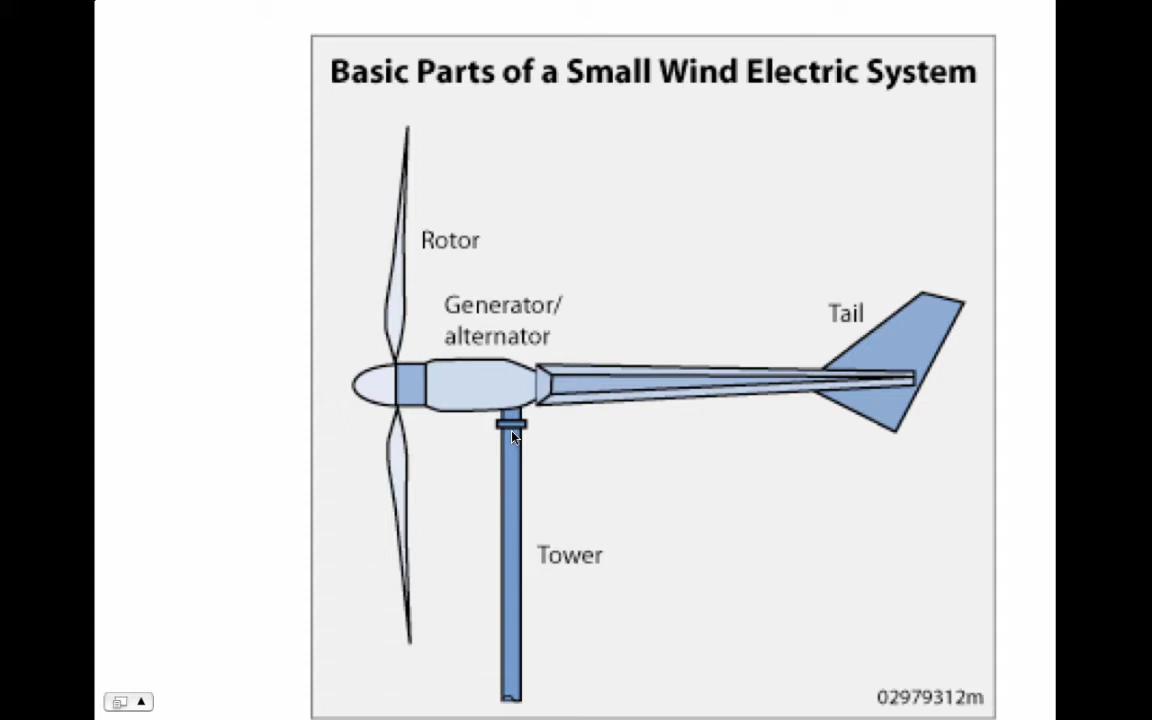 Basic Parts of a Small Wind Electric System
Rotor
Generator/
alternator
Tail
Tower
02979312m